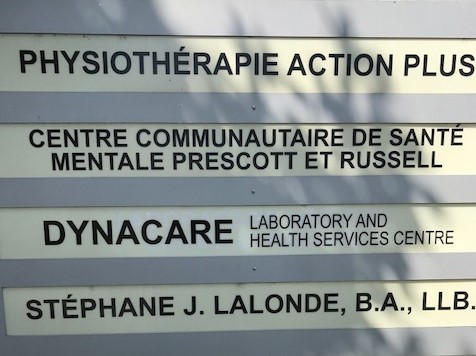 PHYSIOTHÉRAPIE ACTION PLUS
CENTRE COMMUNAUTAIRE DE SANTÉ
MENTALE PRESCOTT ET RUSSELL
DYNACARE LABORATORY AND
HEALTH SERVICES CENTRE
STÉPHANE J. LALONDE, B.A., LLB.